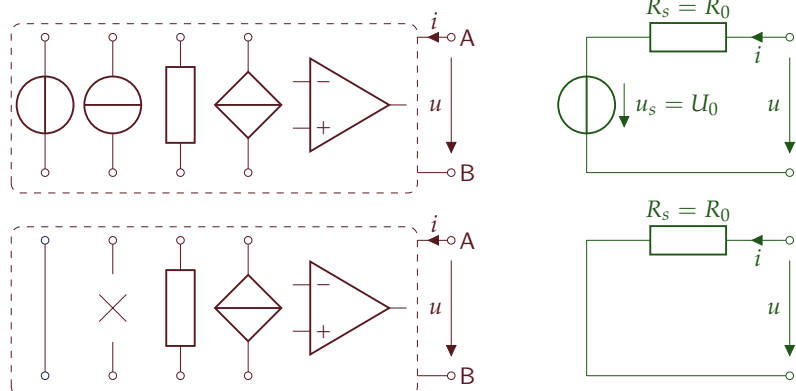 R_s = R_0
i
A
i
−
u
u_s = U_0
u
+
B
R_s = R_0
i
A
i
−
u
u
+
B